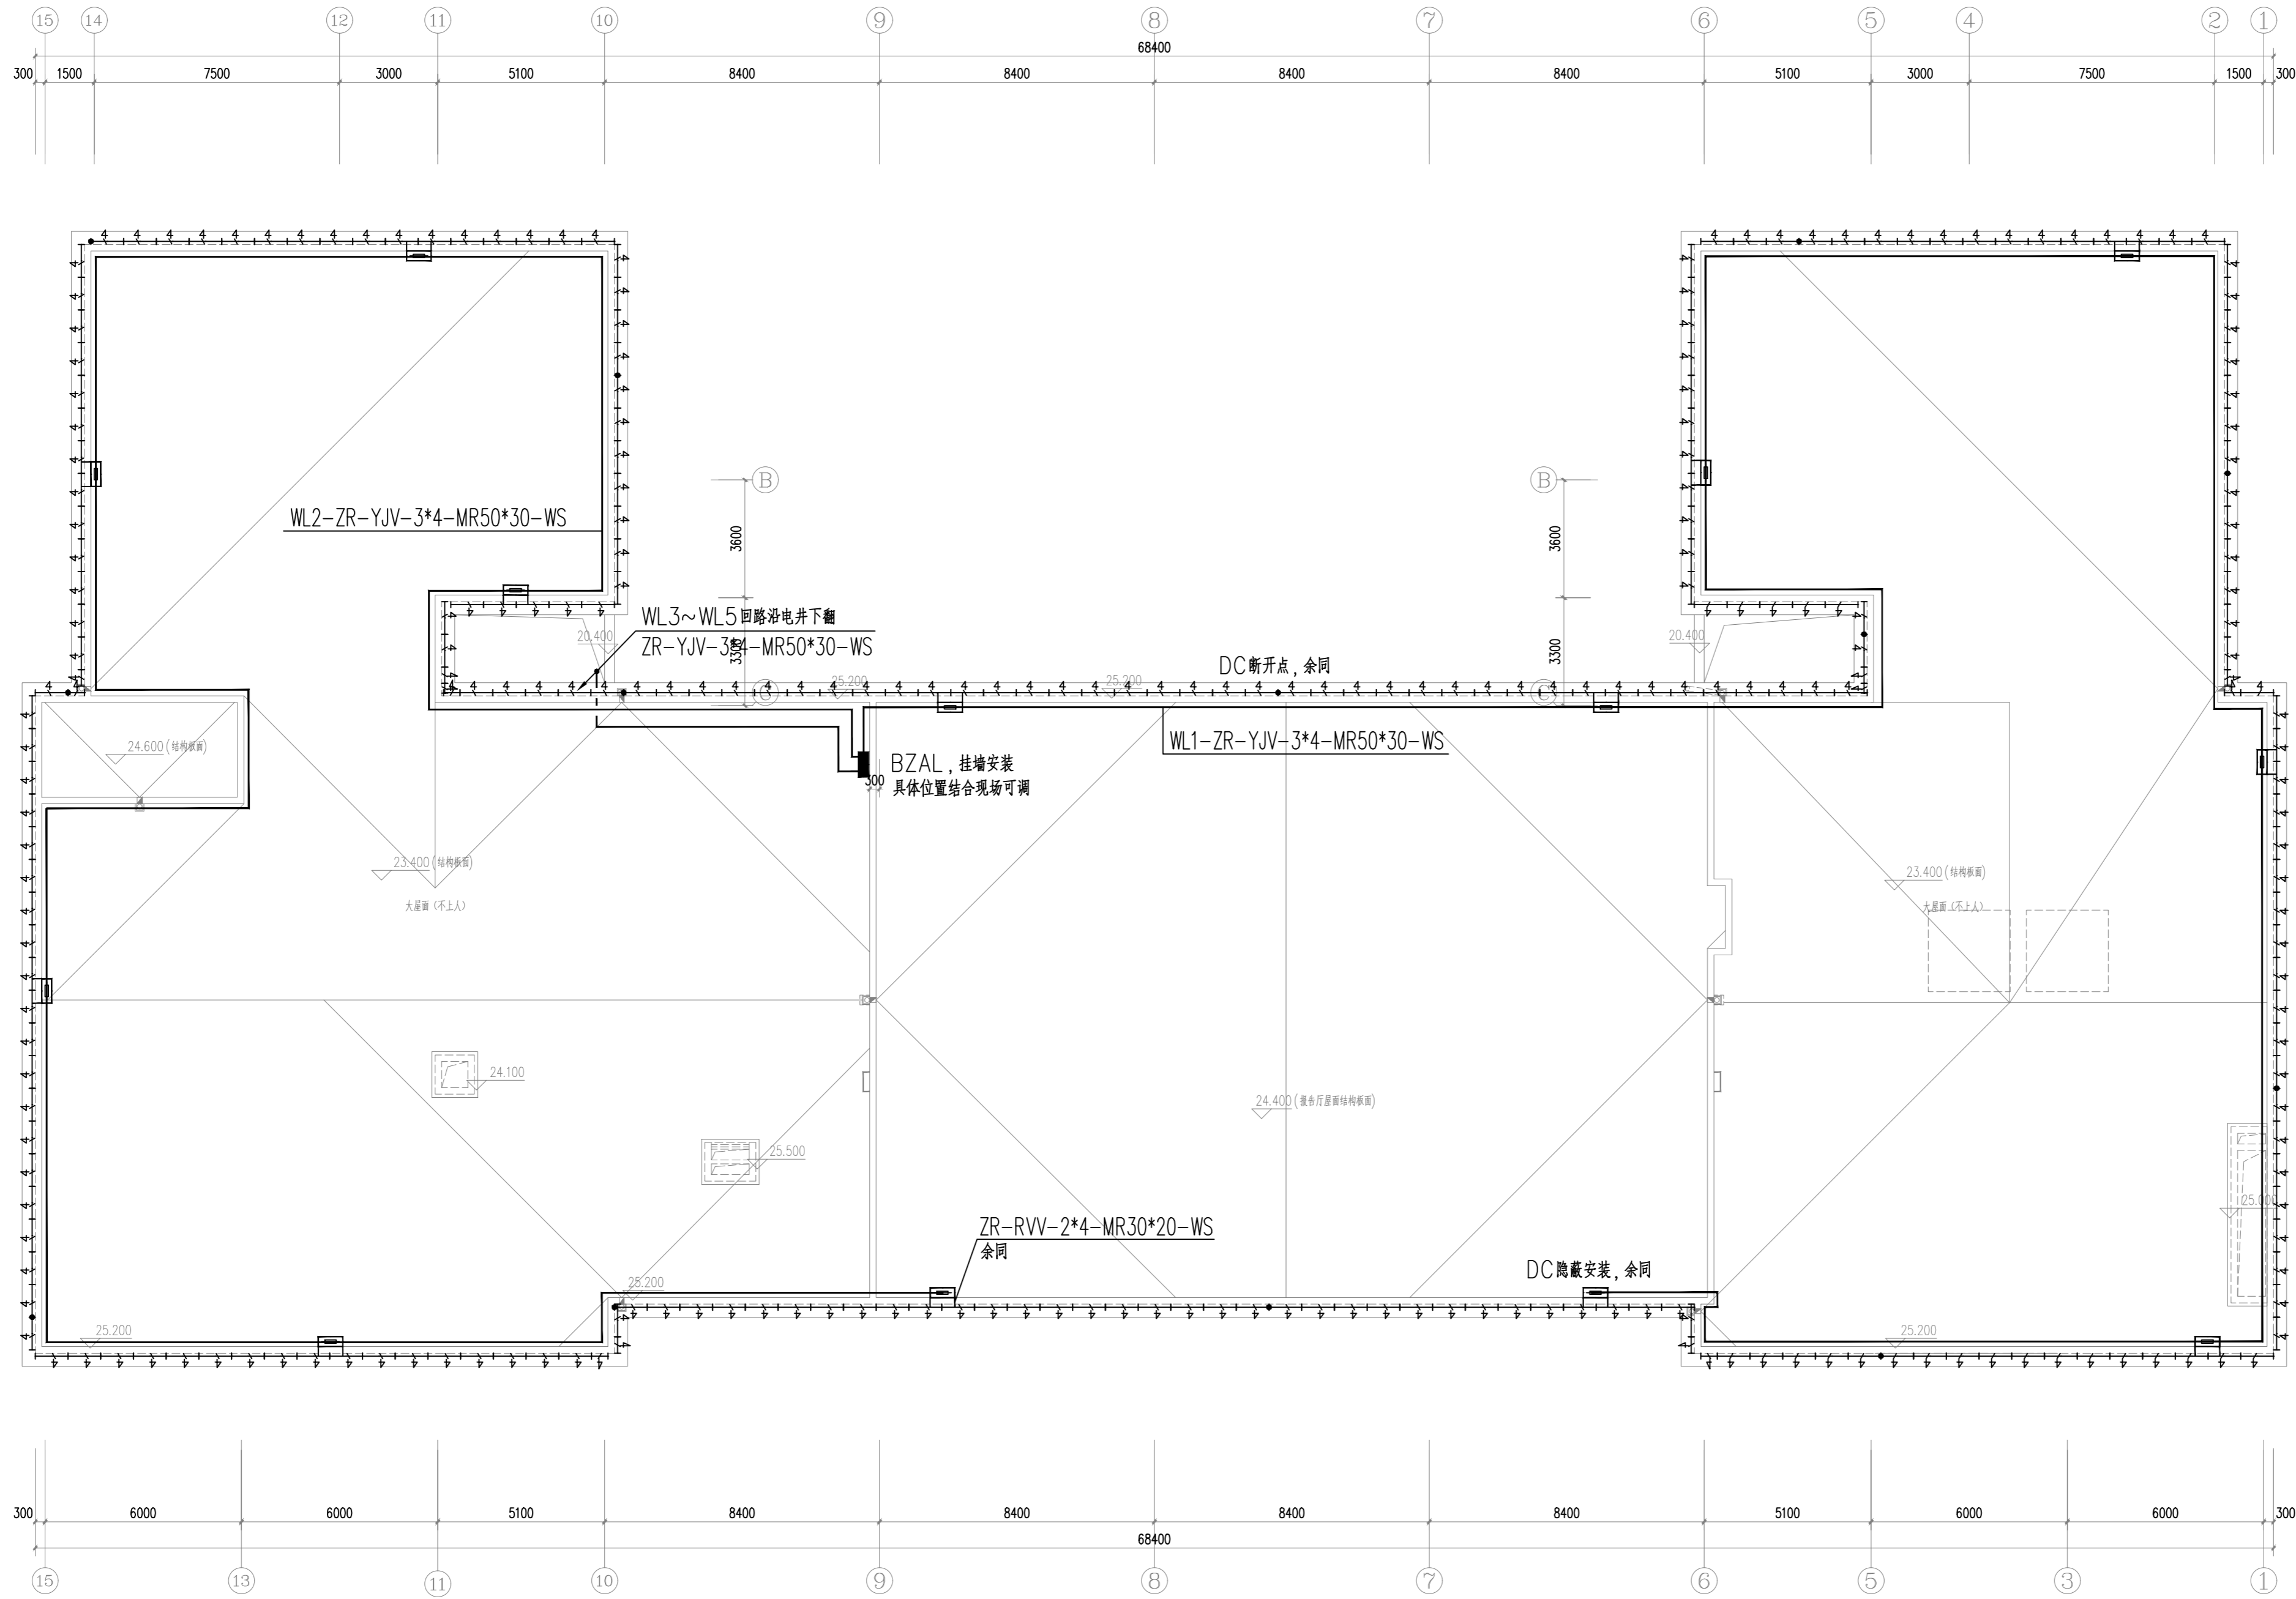 15 14 12 11 10 9 8 7 6 5 4 2 1
68400
300 1500 7500 3000 5100 8400 8400 8400 8400 5100 3000 7500 1500 300
B B
WL2-ZR-YJV-3*4-MR50*30-WS
3600 3600
WL3~WL5回路沿电井下翻
20.400 20.400
ZR-YJV-3*4-MR50*30-WS
3300 3300
DC断开点,余同
25.200 25.200
C C
WL1-ZR-YJV-3*4-MR50*30-WS
24.600(结构板面)
BZAL,挂墙安装
300 具体位置结合现场可调
23.400(结构板面) 23.400(结构板面)
大屋面(不上人) 大屋面(不上人)
24.100
24.400(报告厅屋面结构板面)
25.500
25.000
ZR-RVV-2*4-MR30*20-WS
余同
DC隐蔽安装,余同
25.200
25.200 25.200
300 6000 6000 5100 8400 8400 8400 8400 5100 6000 6000 300
68400
15 13 11 10 9 8 7 6 5 3 1